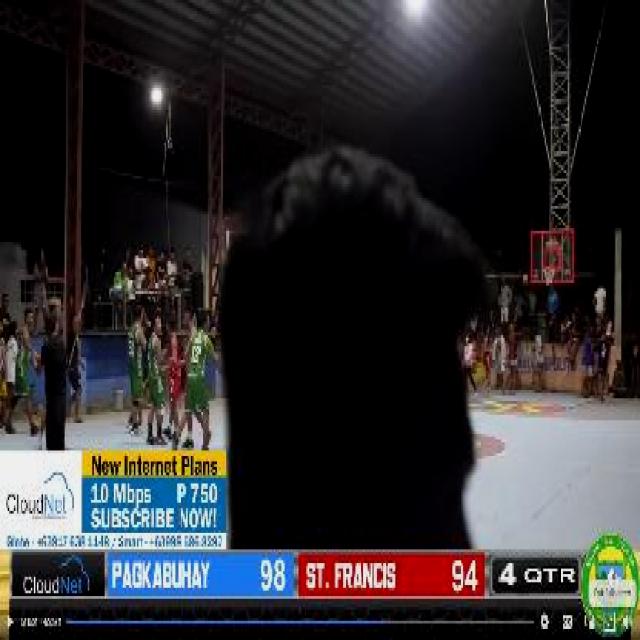 New Internet Plans
CloudNet
10 Mbps P 750
SUBSCRIBE NOW!
CloudNet PAGKABUHAY 98 ST. FRANCIS 94 4 QTR